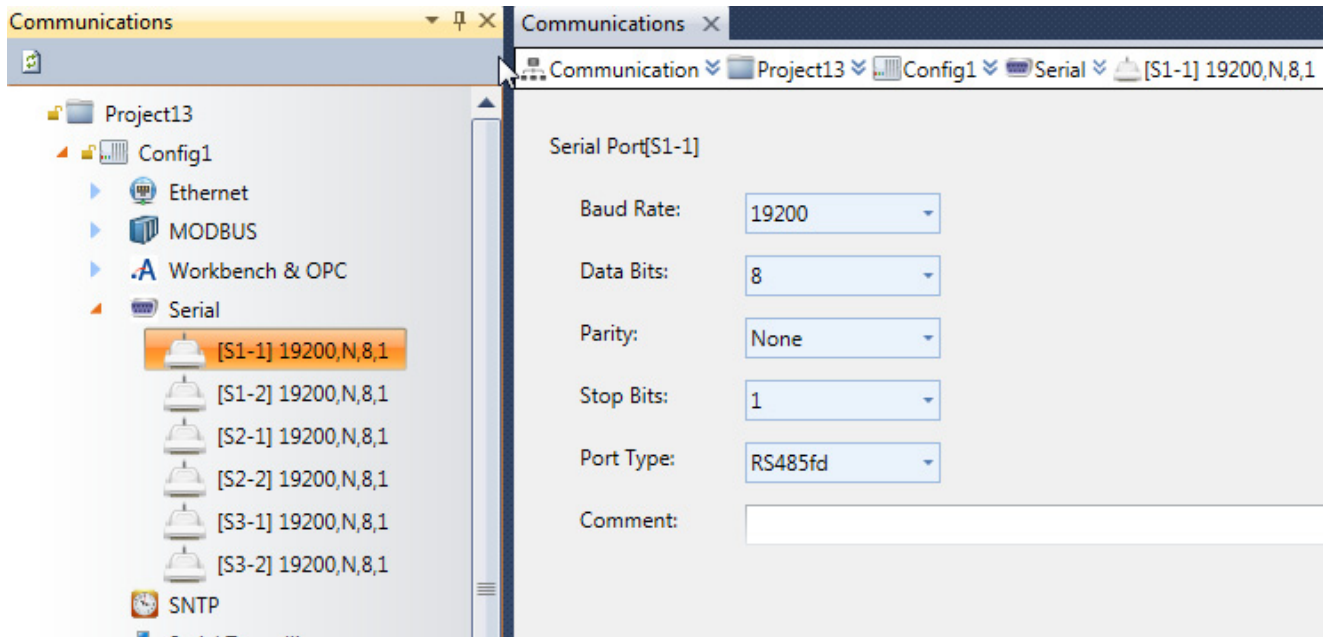 Communications
Project13
Config1
Ethernet
MODBUS
Workbench & OPC
Serial
[S1-1] 19200,N,8,1
[S1-2] 19200,N,8,1
[S2-1] 19200,N,8,1
[S2-2] 19200,N,8,1
[S3-1] 19200,N,8,1
[S3-2] 19200,N,8,1
SNTP
Communications
Communication Project13 Config1 Serial [S1-1] 19200,N,8,1
Serial Port[S1-1]
Baud Rate: 19200
Data Bits: 8
Parity: None
Stop Bits: 1
Port Type: RS485fd
Comment: